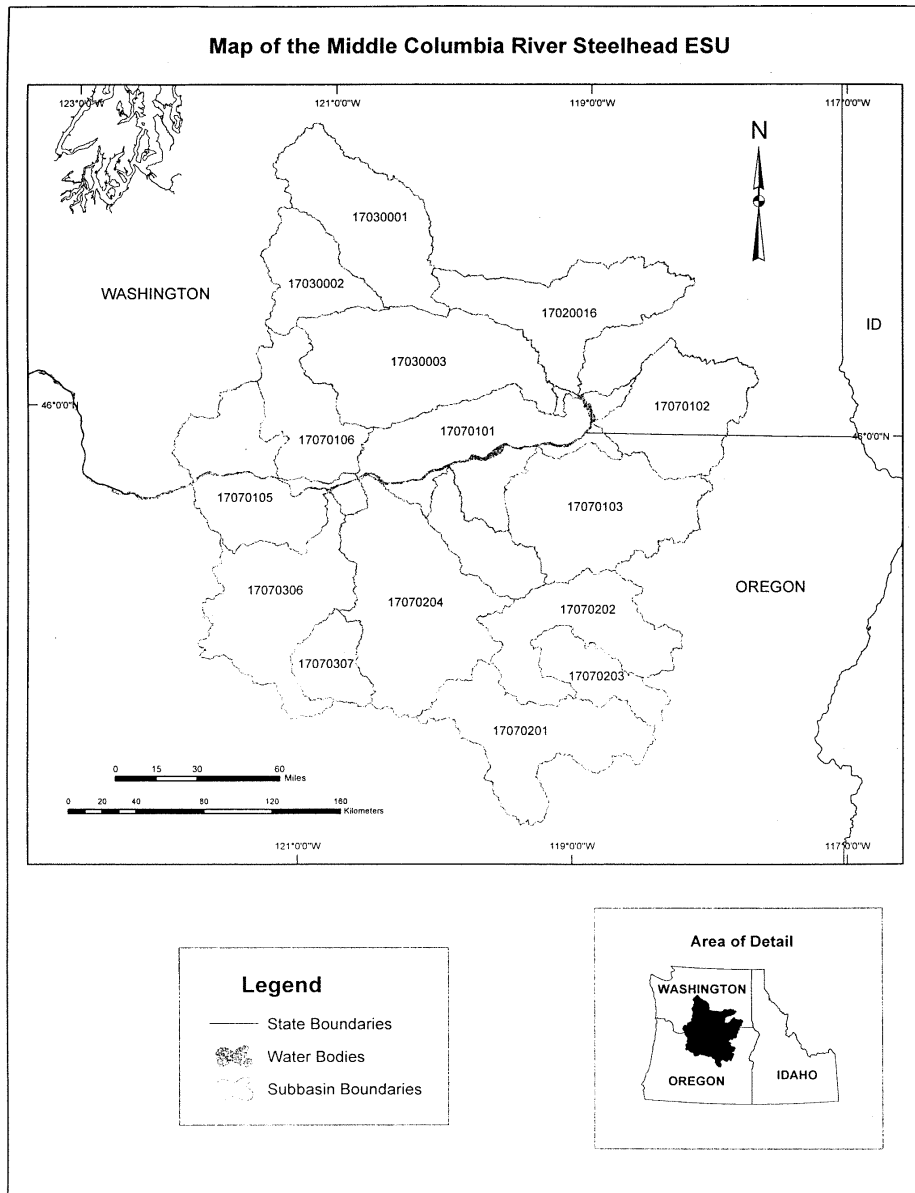 Map of the Middle Columbia River Steelhead ESU
123°0'0"W 121°0'0"W 119°0'0"W 117°0'0"W
N
17030001
17030002
WASHINGTON
17020016
ID
17030003
46°0'0"N
17070102
17070101
17070106
46°0'0"N
17070105
17070103
17070306
17070204
17070202
OREGON
17070307
17070203
17070201
0 15 30 60
Miles
0 20 40 80 120 160
Kilometers
121°0'0"W 119°0'0"W 117°0'0"W
Legend
State Boundaries
Water Bodies
Subbasin Boundaries
Area of Detail
WASHINGTON
OREGON
IDAHO